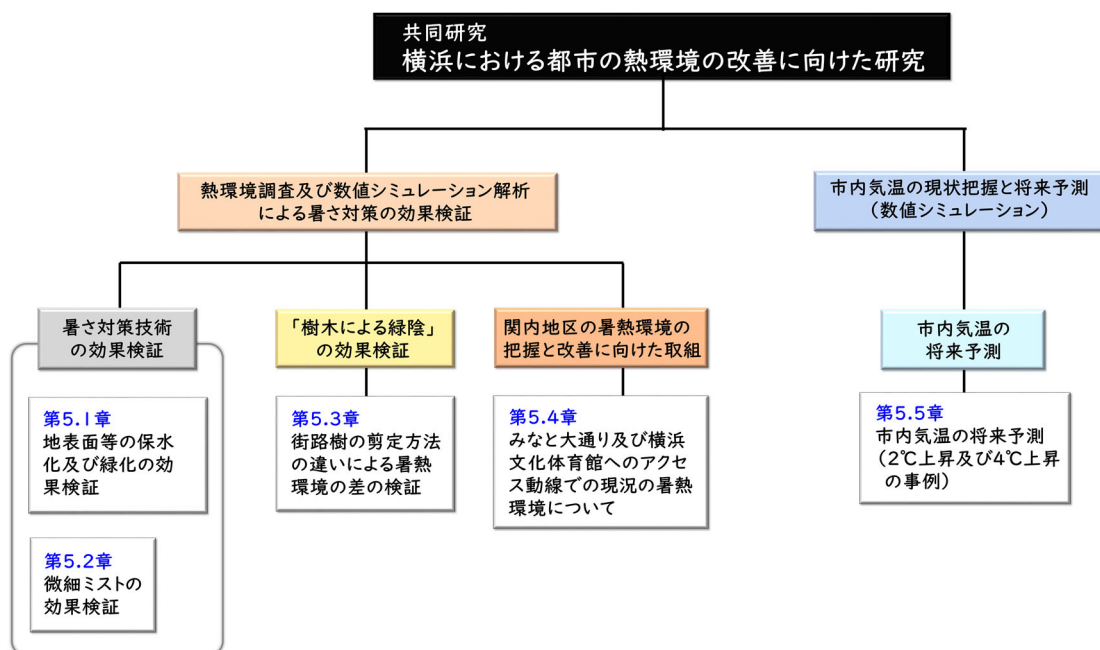 共同研究
横浜における都市の熱環境の改善に向けた研究
熱環境調査及び数値シミュレーション解析
による暑さ対策の効果検証
市内気温の現状把握と将来予測
（数値シミュレーション）
暑さ対策技術
の効果検証
「樹木による緑陰」
の効果検証
関内地区の暑熱環境の
把握と改善に向けた取組
市内気温の
将来予測
第5.1章
地表面等の保水
化及び緑化の効
果検証
第5.2章
微細ミストの
効果検証
第5.3章
街路樹の剪定方法
の違いによる暑熱
環境の差の検証
第5.4章
みなと大通り及び横浜
文化体育館へのアクセ
ス動線での現況の暑熱
環境について
第5.5章
市内気温の将来予測
（2℃上昇及び4℃上昇
の事例）